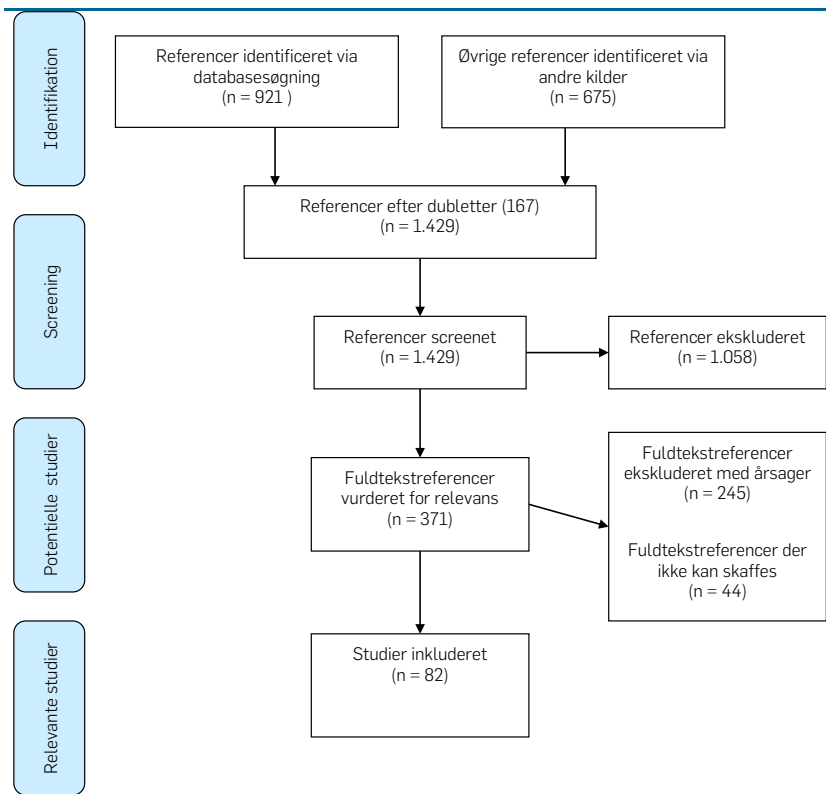 Identifikation
Referencer identificeret via
databasesøgning
(n = 921 )
Øvrige referencer identificeret via
andre kilder
(n = 675)
Referencer efter dubletter (167)
(n = 1.429)
Screening
Referencer screenet
(n = 1.429)
Referencer ekskluderet
(n = 1.058)
Potentielle studier
Fuldtekstreferencer
vurderet for relevans
(n = 371)
Fuldtekstreferencer
ekskluderet med årsager
(n = 245)
Fuldtekstreferencer der
ikke kan skaffes
(n = 44)
Relevante studier
Studier inkluderet
(n = 82)